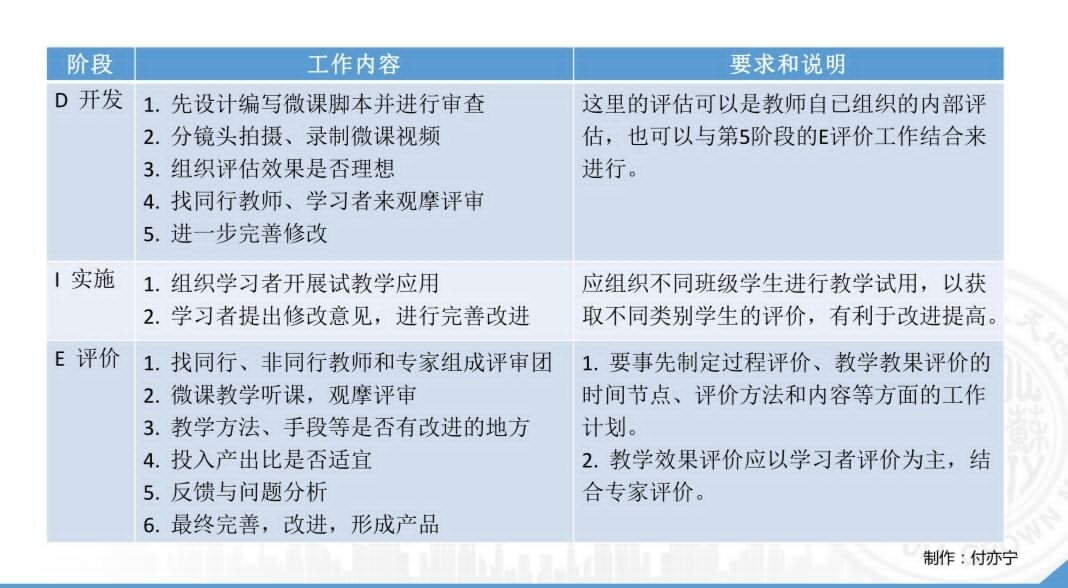 阶段 工作内容 要求和说明
D 开发
1. 先设计编写微课脚本并进行审查
2. 分镜头拍摄、录制微课视频
3. 组织评估效果是否理想
4. 找同行教师、学习者来观摩评审
5. 进一步完善修改
这里的评估可以是教师自己组织的内部评
估，也可以与第5阶段的E评价工作结合来
进行。
I 实施
1. 组织学习者开展试教学应用
2. 学习者提出修改意见，进行完善改进
应组织不同班级学生进行教学试用，以获
取不同类别学生的评价，有利于改进提高。
E 评价
1. 找同行、非同行教师和专家组成评审团
2. 微课教学听课，观摩评审
3. 教学方法、手段等是否有改进的地方
4. 投入产出比是否适宜
5. 反馈与问题分析
6. 最终完善，改进，形成产品
1. 要事先制定过程评价、教学教果评价的
时间节点、评价方法和内容等方面的工作
计划。
2. 教学效果评价应以学习者评价为主，结
合专家评价。
制作：付亦宁